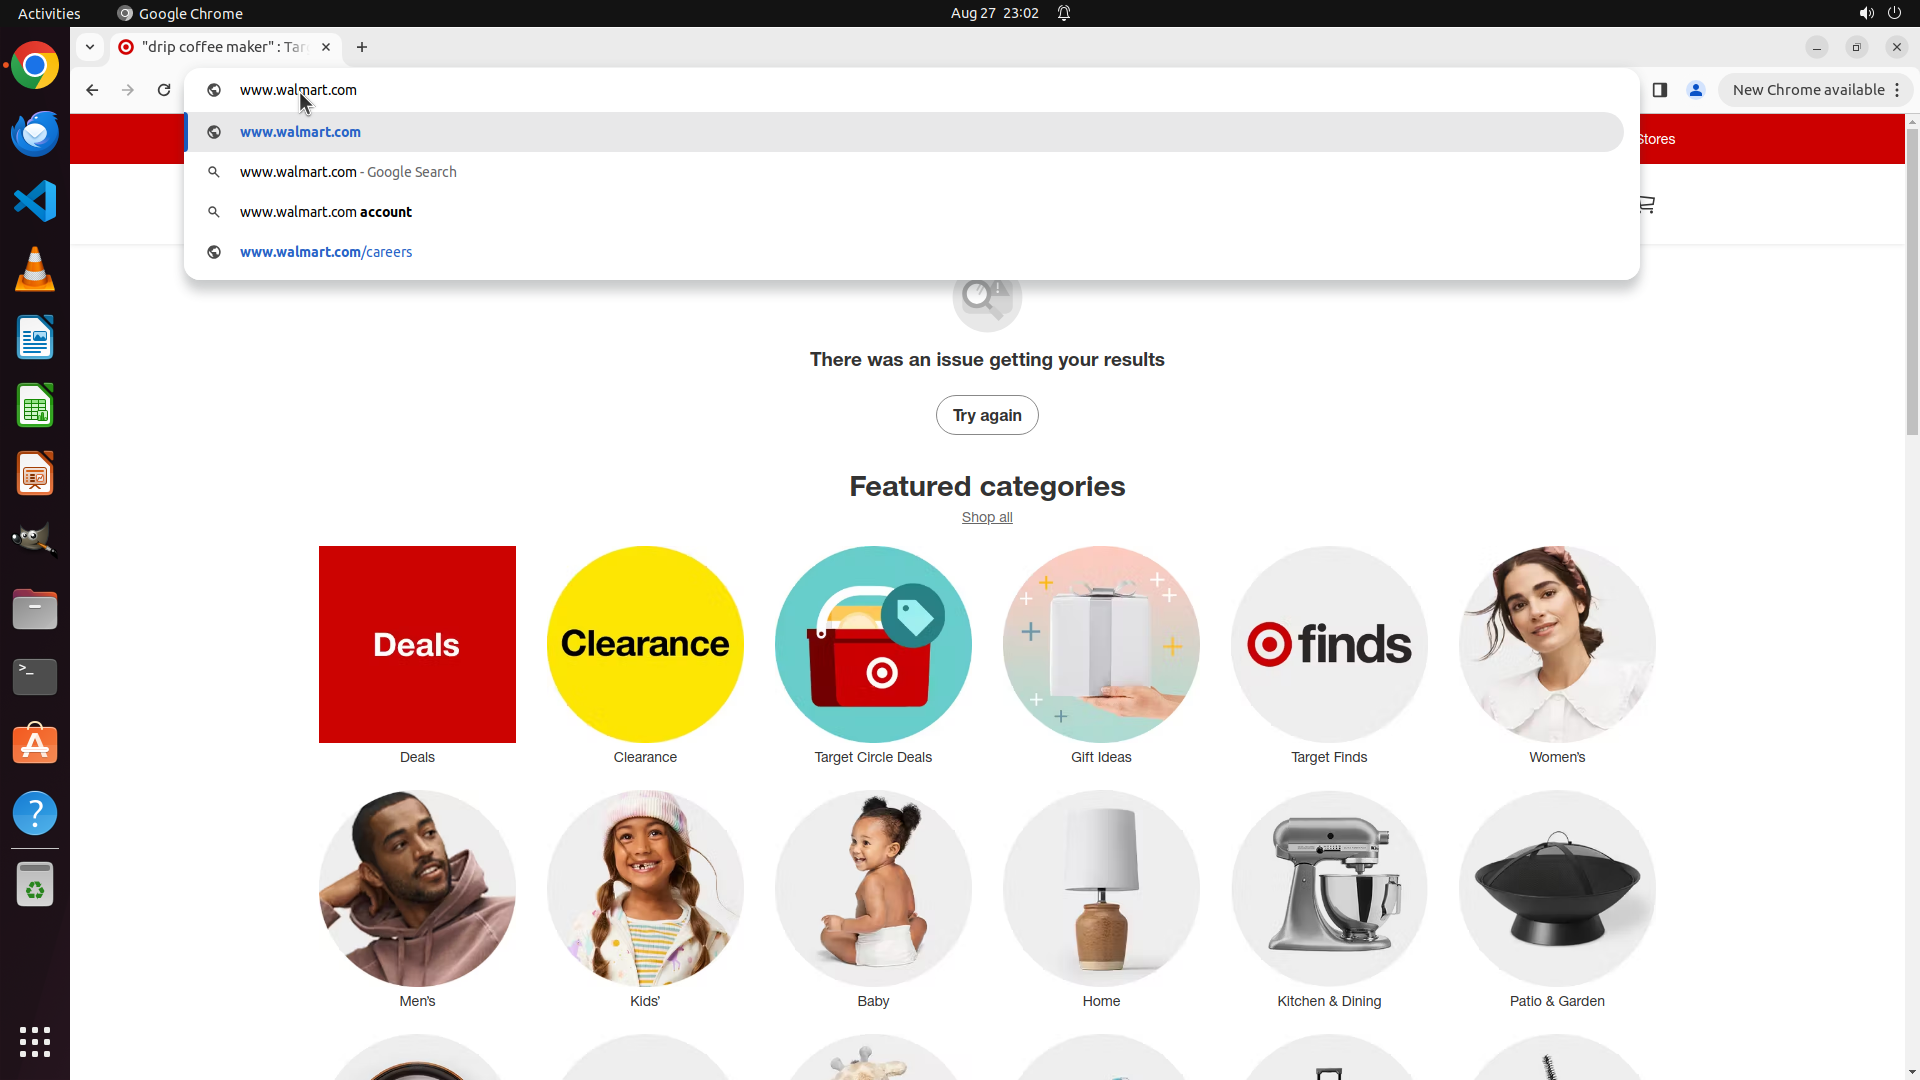 Activities
Google Chrome
Aug 27 23:02
"drip coffee maker" : Tar
www.walmart.com
New Chrome available
www.walmart.com
www.walmart.com - Google Search
www.walmart.com account
www.walmart.com/careers
Stores
There was an issue getting your results
Try again
Featured categories
Shop all
Deals
Clearance
finds
Deals
Clearance
Target Circle Deals
Gift Ideas
Target Finds
Women's
Men's
Kids'
Baby
Home
Kitchen & Dining
Patio & Garden